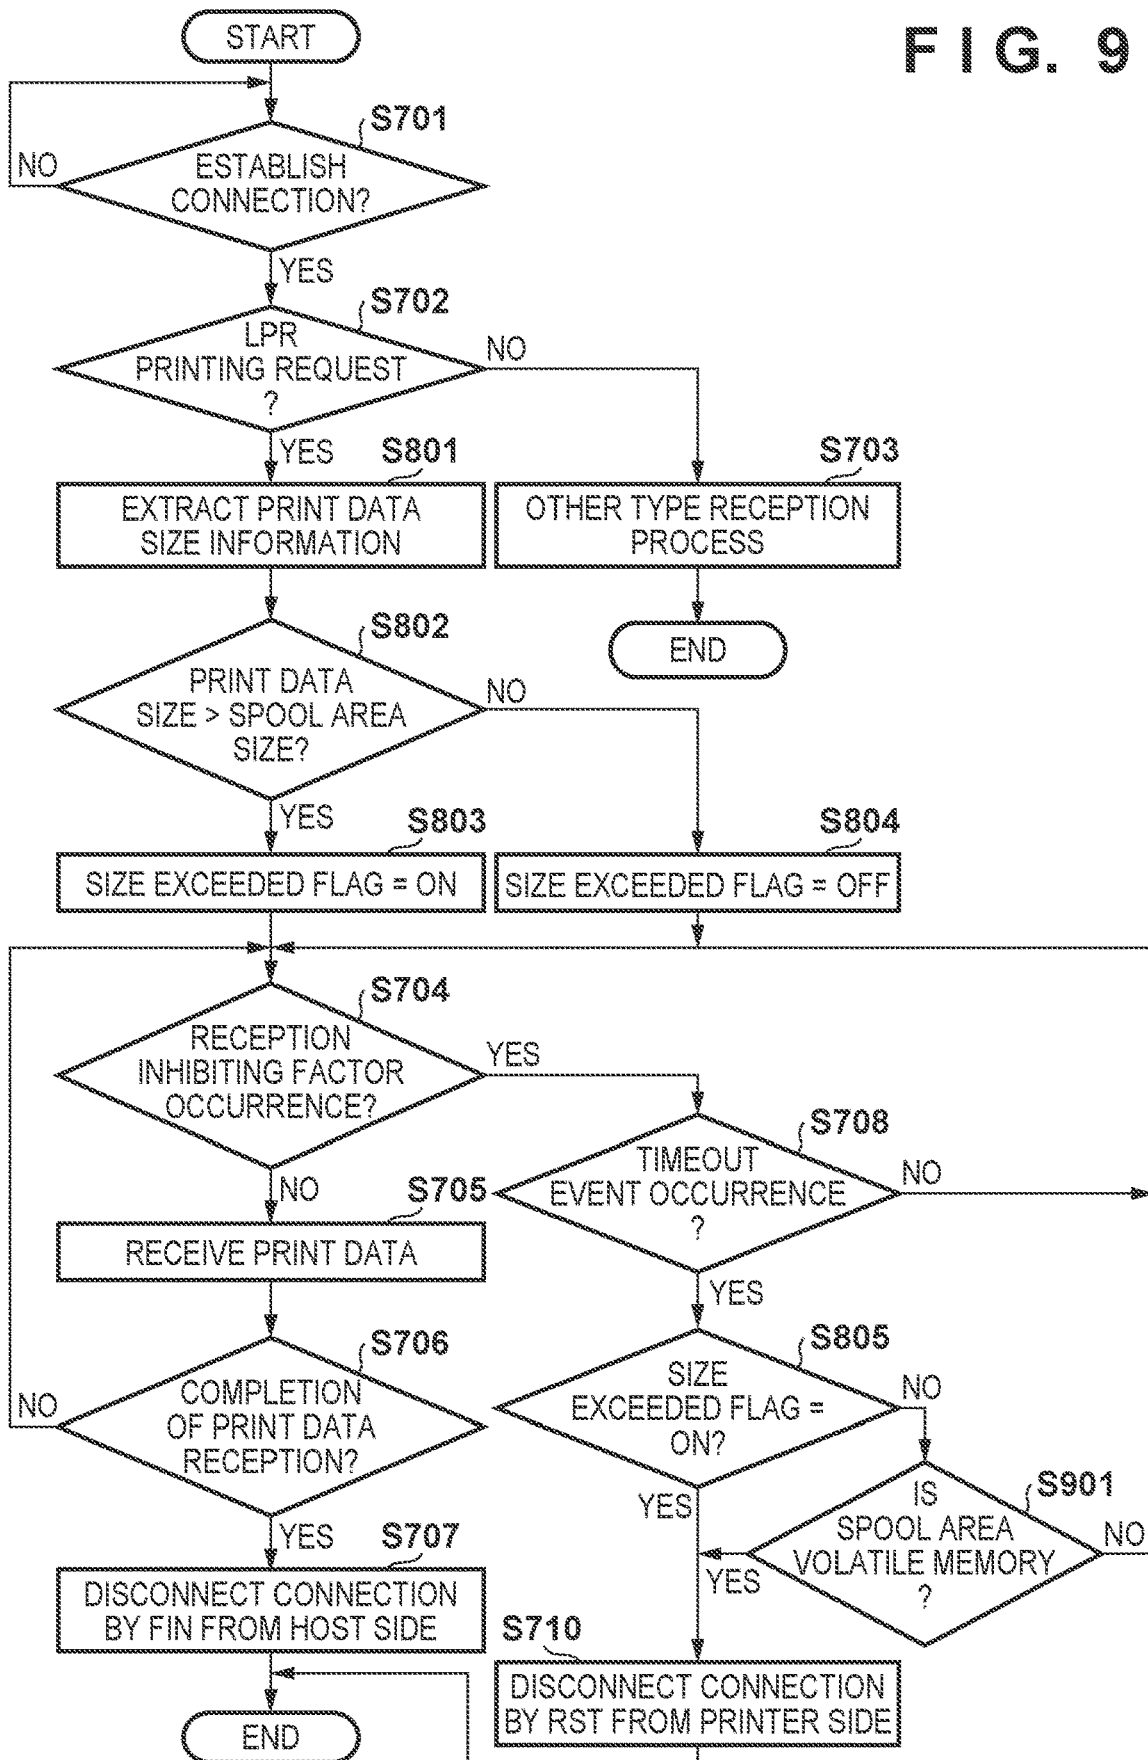 FIG. 9
START
S701
ESTABLISH
CONNECTION?
NO
YES
S702
LPR
PRINTING REQUEST
?
NO
YES
S801
EXTRACT PRINT DATA
SIZE INFORMATION
S703
OTHER TYPE RECEPTION
PROCESS
END
S802
PRINT DATA
SIZE > SPOOL AREA
SIZE?
NO
YES
S803
SIZE EXCEEDED FLAG = ON
S804
SIZE EXCEEDED FLAG = OFF
S704
RECEPTION
INHIBITING FACTOR
OCCURRENCE?
YES
NO
S705
RECEIVE PRINT DATA
S706
COMPLETION
OF PRINT DATA
RECEPTION?
NO
YES
S707
DISCONNECT CONNECTION
BY FIN FROM HOST SIDE
END
S708
TIMEOUT
EVENT OCCURRENCE
?
NO
YES
S805
SIZE
EXCEEDED FLAG =
ON?
NO
YES
S901
IS
SPOOL AREA
VOLATILE MEMORY
?
NO
YES
S710
DISCONNECT CONNECTION
BY RST FROM PRINTER SIDE